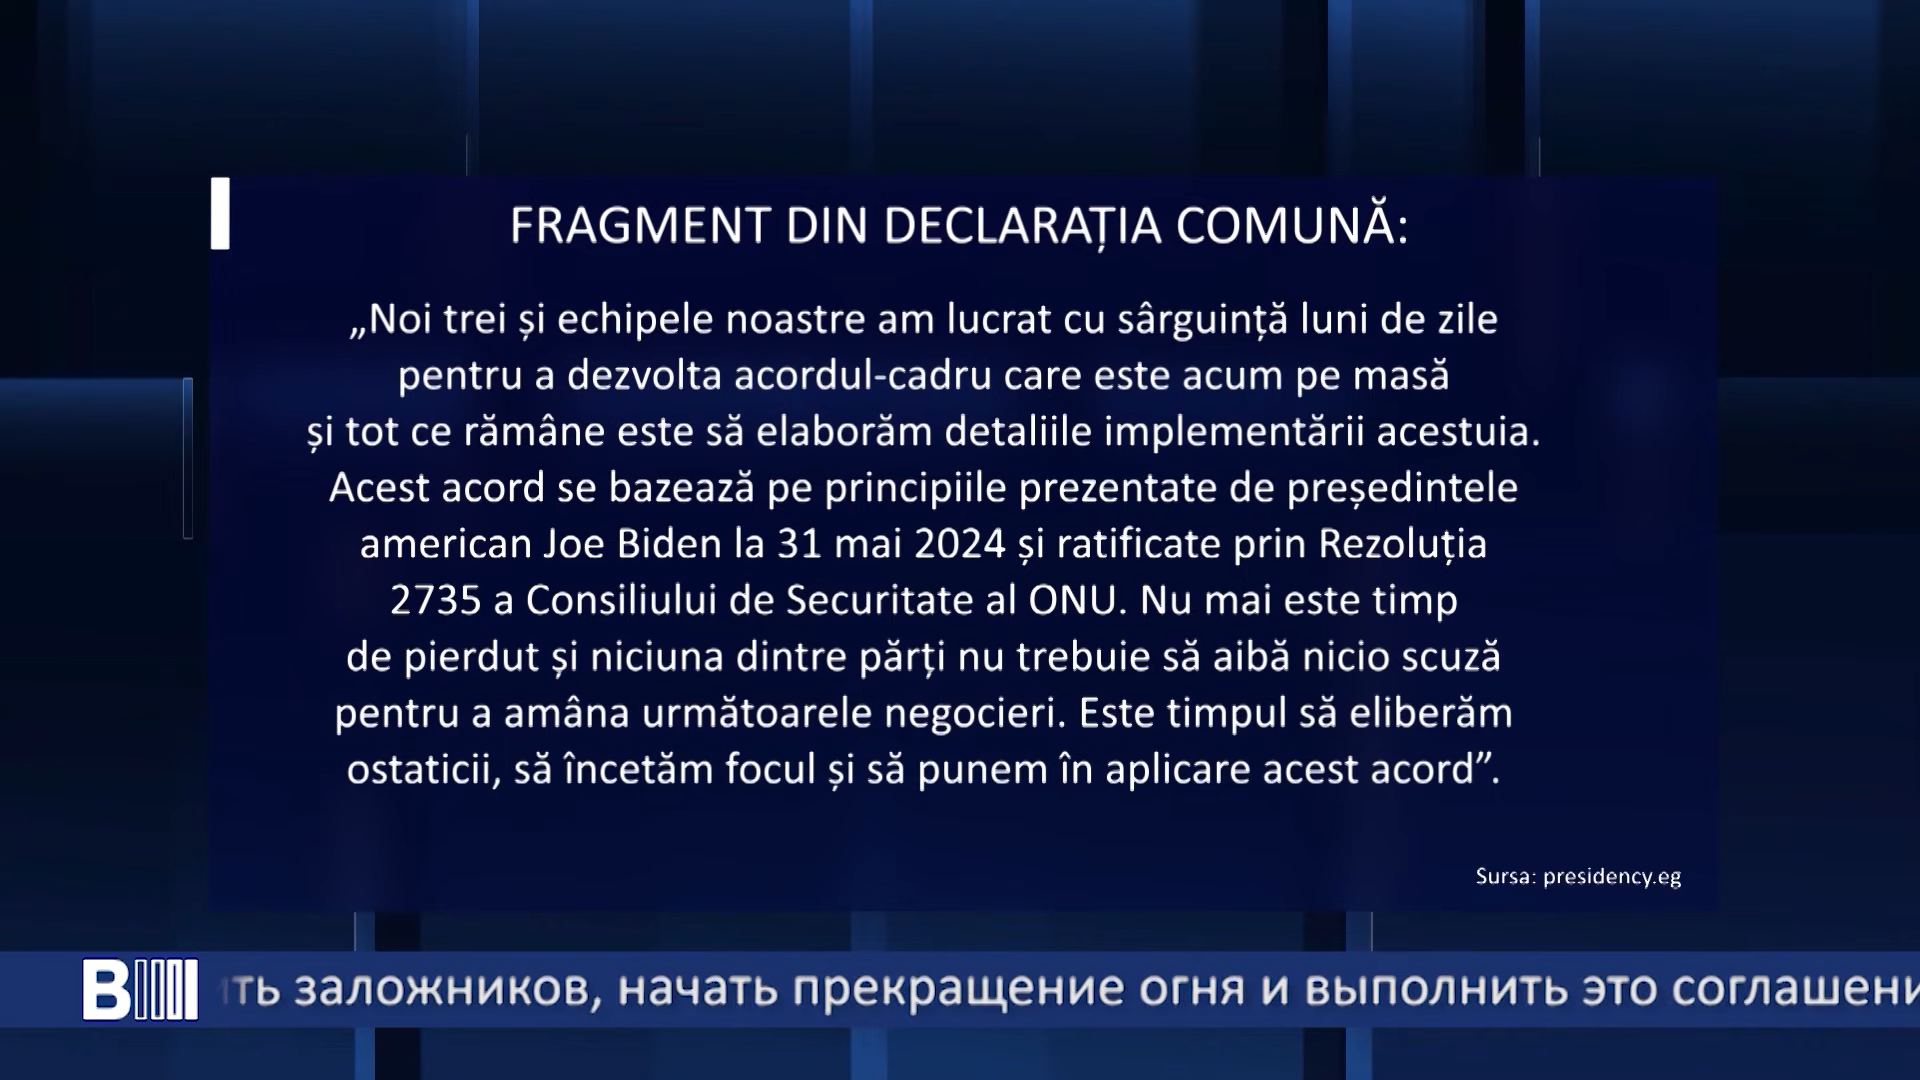 FRAGMENT DIN DECLARAȚIA COMUNĂ:
„Noi trei și echipele noastre am lucrat cu sârguință luni de zile
pentru a dezvolta acordul-cadru care este acum pe masă
și tot ce rămâne este să elaborăm detaliile implementării acestuia.
Acest acord se bazează pe principiile prezentate de președintele
american Joe Biden la 31 mai 2024 și ratificate prin Rezoluția
2735 a Consiliului de Securitate al ONU. Nu mai este timp
de pierdut și niciuna dintre părți nu trebuie să aibă nicio scuză
pentru a amâna următoarele negocieri. Este timpul să eliberăm
ostaticii, să încetăm focul și să punem în aplicare acest acord”.
Sursa: presidency.eg
B заложников, начать прекращение огня и выполнить это